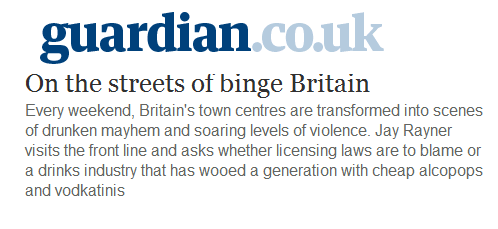 guardian.co.uk
On the streets of binge Britain
Every weekend, Britain's town centres are transformed into scenes
of drunken mayhem and soaring levels of violence. Jay Rayner
visits the front line and asks whether licensing laws are to blame or
a drinks industry that has wooed a generation with cheap alcopops
and vodkatinis